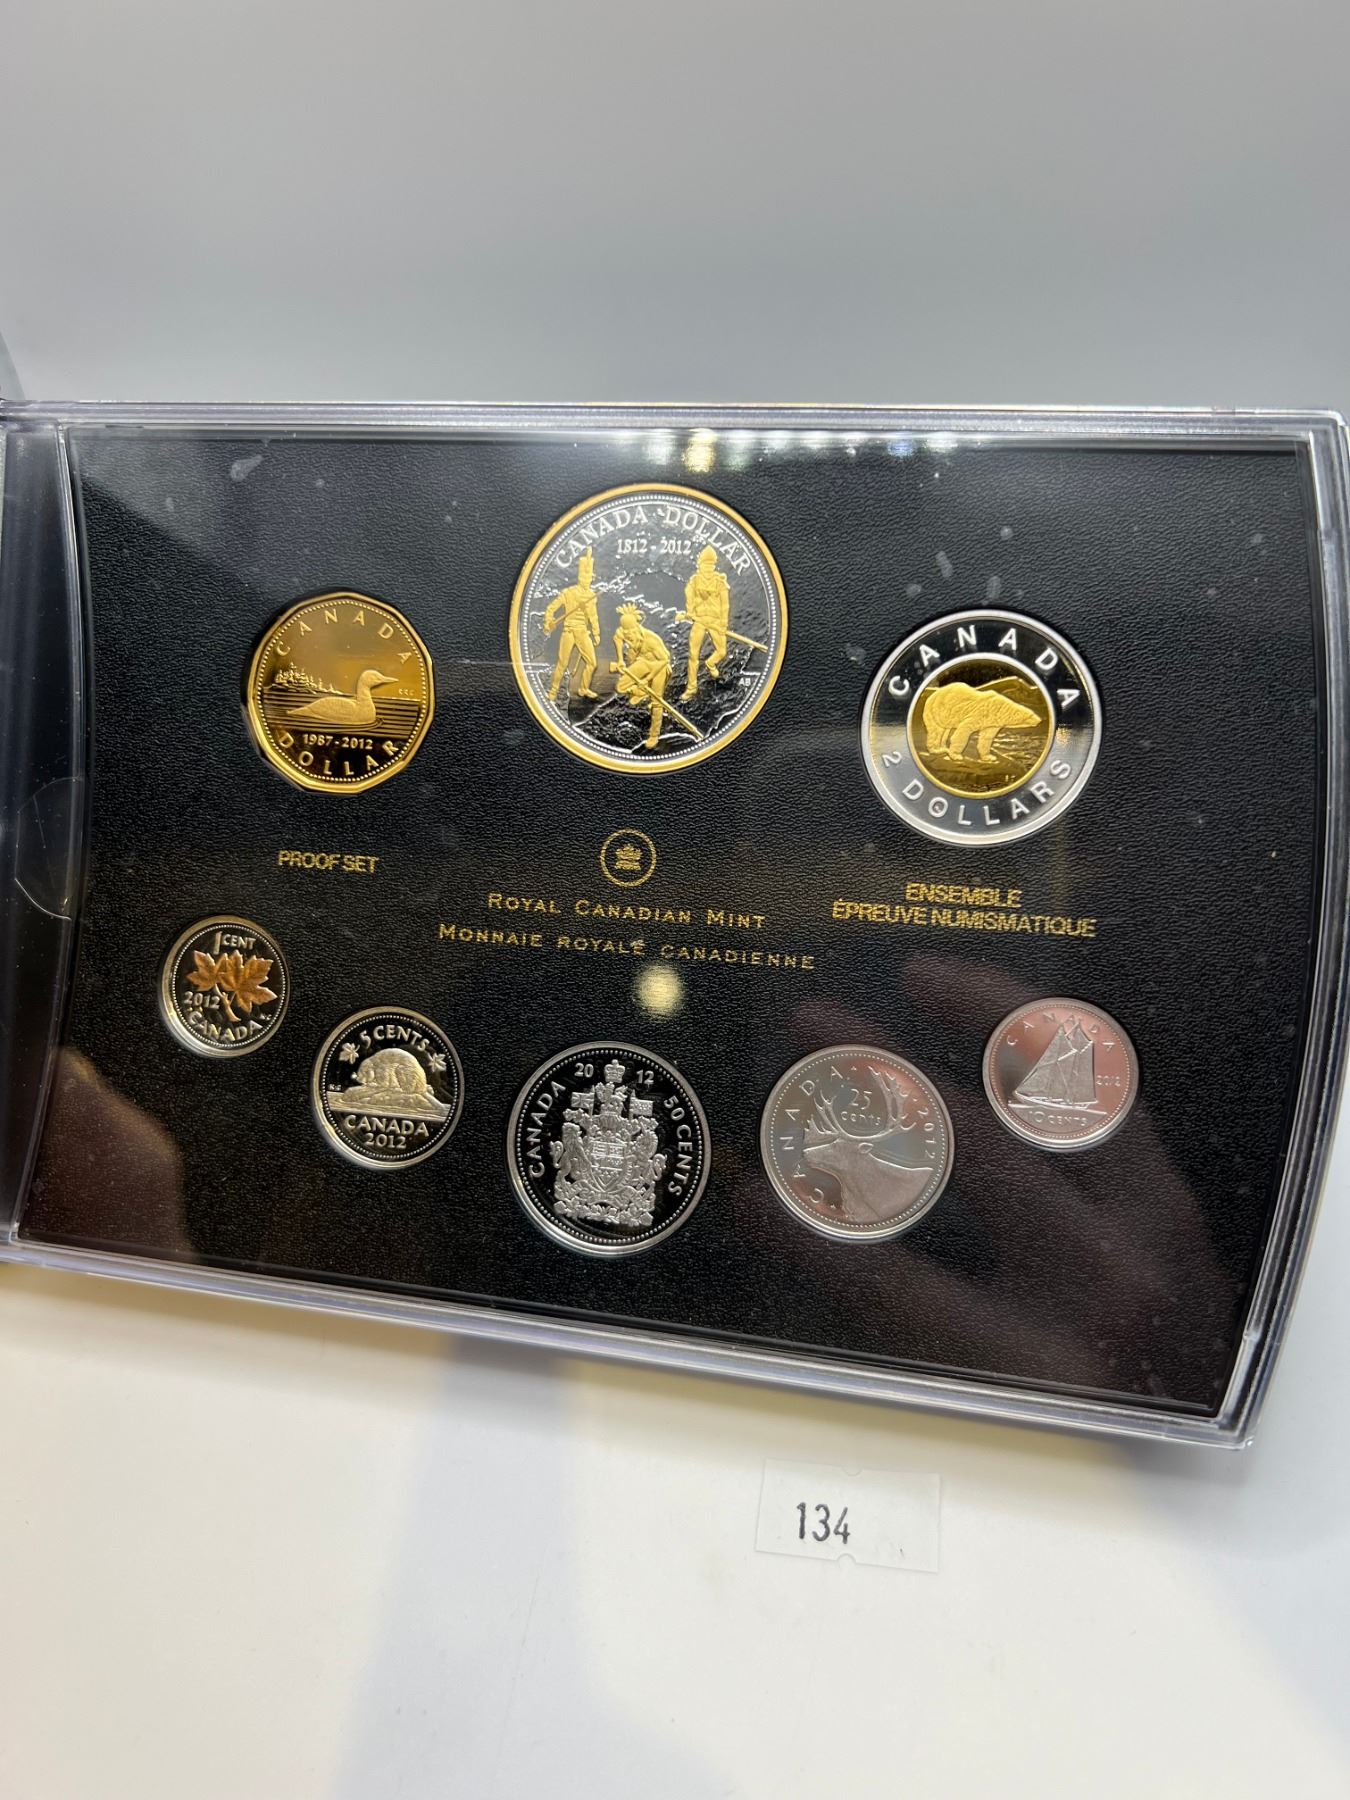 CANADA DOLLAR
1812 - 2012
AB
CANADA
1987 - 2012
DOLLAR
CANADA
2 DOLLARS
PROOF SET
ROYAL CANADIAN MINT
MONNAIE ROYALE CANADIENNE
ENSEMBLE
ÉPREUVE NUMISMATIQUE
1 CENT
2012
CANADA
5 CENTS
K·G
CANADA
2012
20 12
CANADA
50 CENTS
CANADA
25
CENTS
2012
CANADA
2012
10 CENTS
134